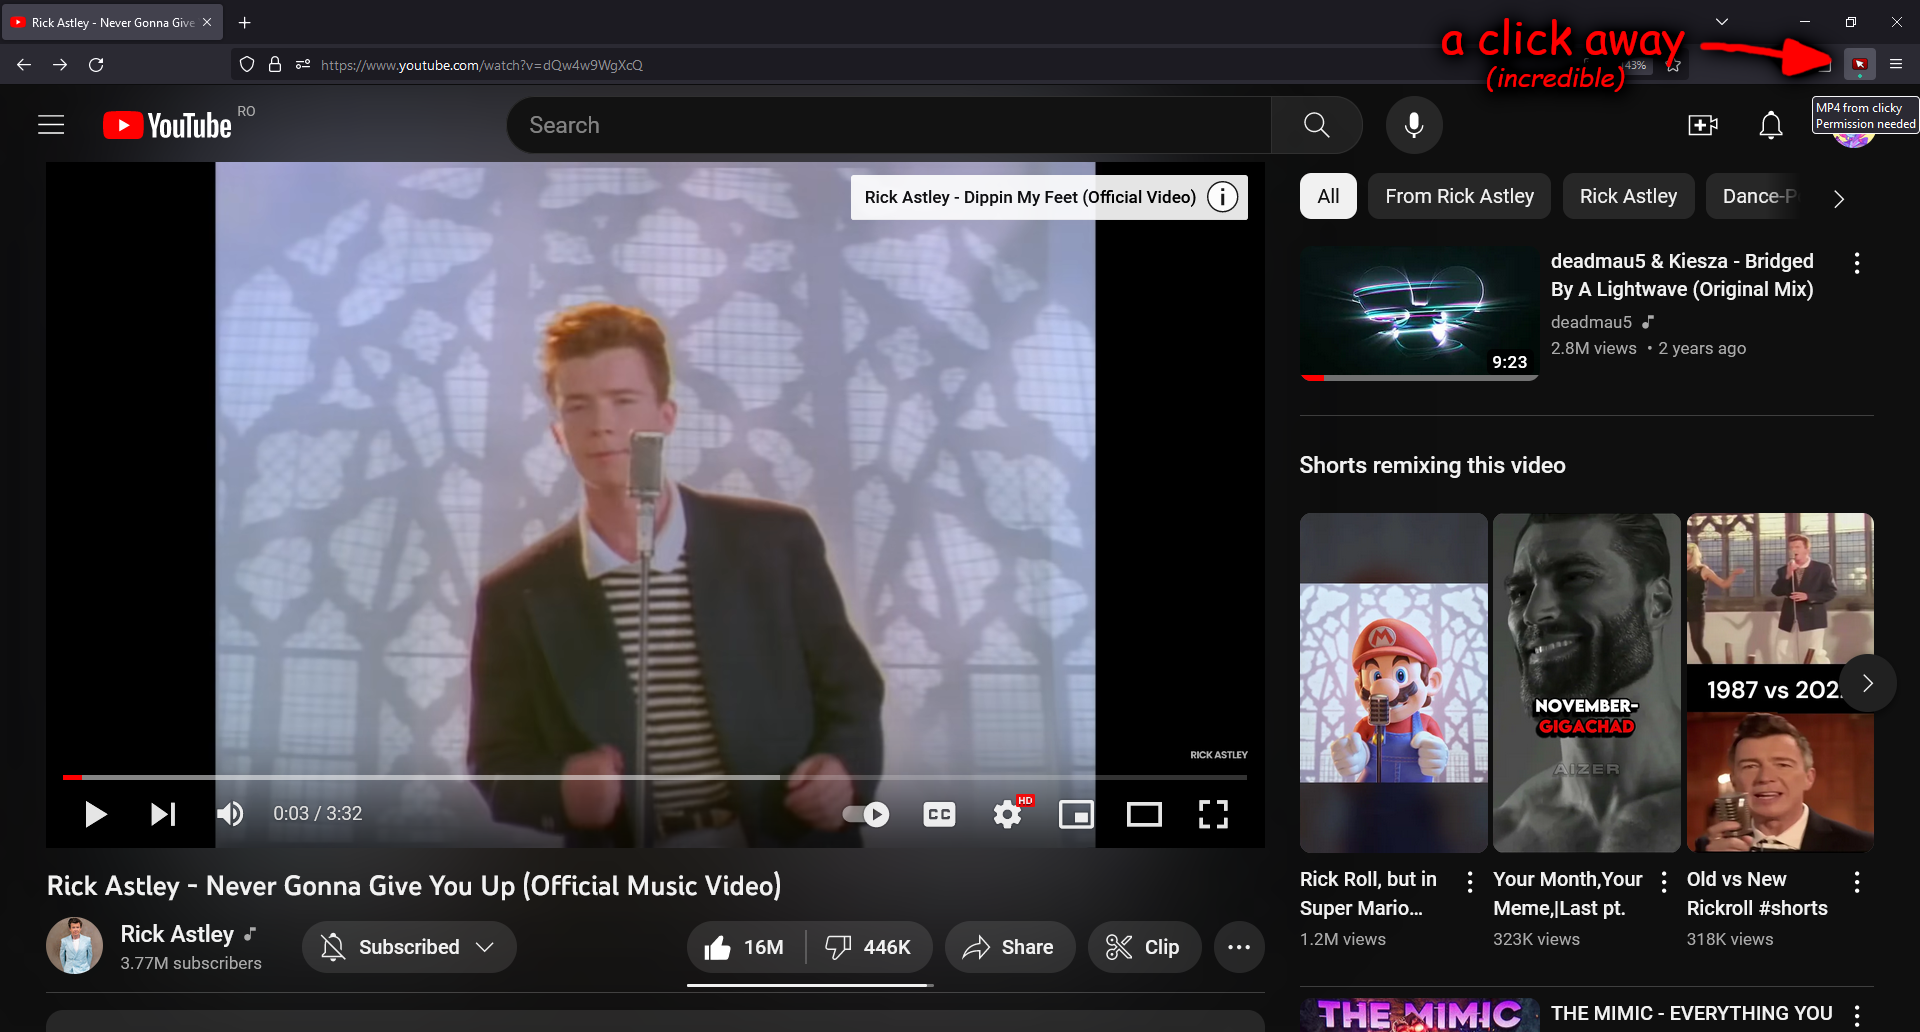 Rick Astley - Never Gonna Give
a click away
(incredible)
https://www.youtube.com/watch?v=dQw4w9WgXcQ
43%
MP4 from clicky
Permission needed
YouTube
RO
Search
Rick Astley - Dippin My Feet (Official Video)
RICK ASTLEY
0:03 / 3:32
CC
HD
Rick Astley - Never Gonna Give You Up (Official Music Video)
Rick Astley
3.77M subscribers
Subscribed
16M
446K
Share
Clip
All
From Rick Astley
Rick Astley
Dance-P
9:23
deadmau5 & Kiesza - Bridged
By A Lightwave (Original Mix)
deadmau5
2.8M views • 2 years ago
Shorts remixing this video
M
NOVEMBER-
GIGACHAD
AIZER
1987 vs 202
Rick Roll, but in
Super Mario…
1.2M views
Your Month,Your
Meme,|Last pt.
323K views
Old vs New
Rickroll #shorts
318K views
THE MIMIC
THE MIMIC - EVERYTHING YOU